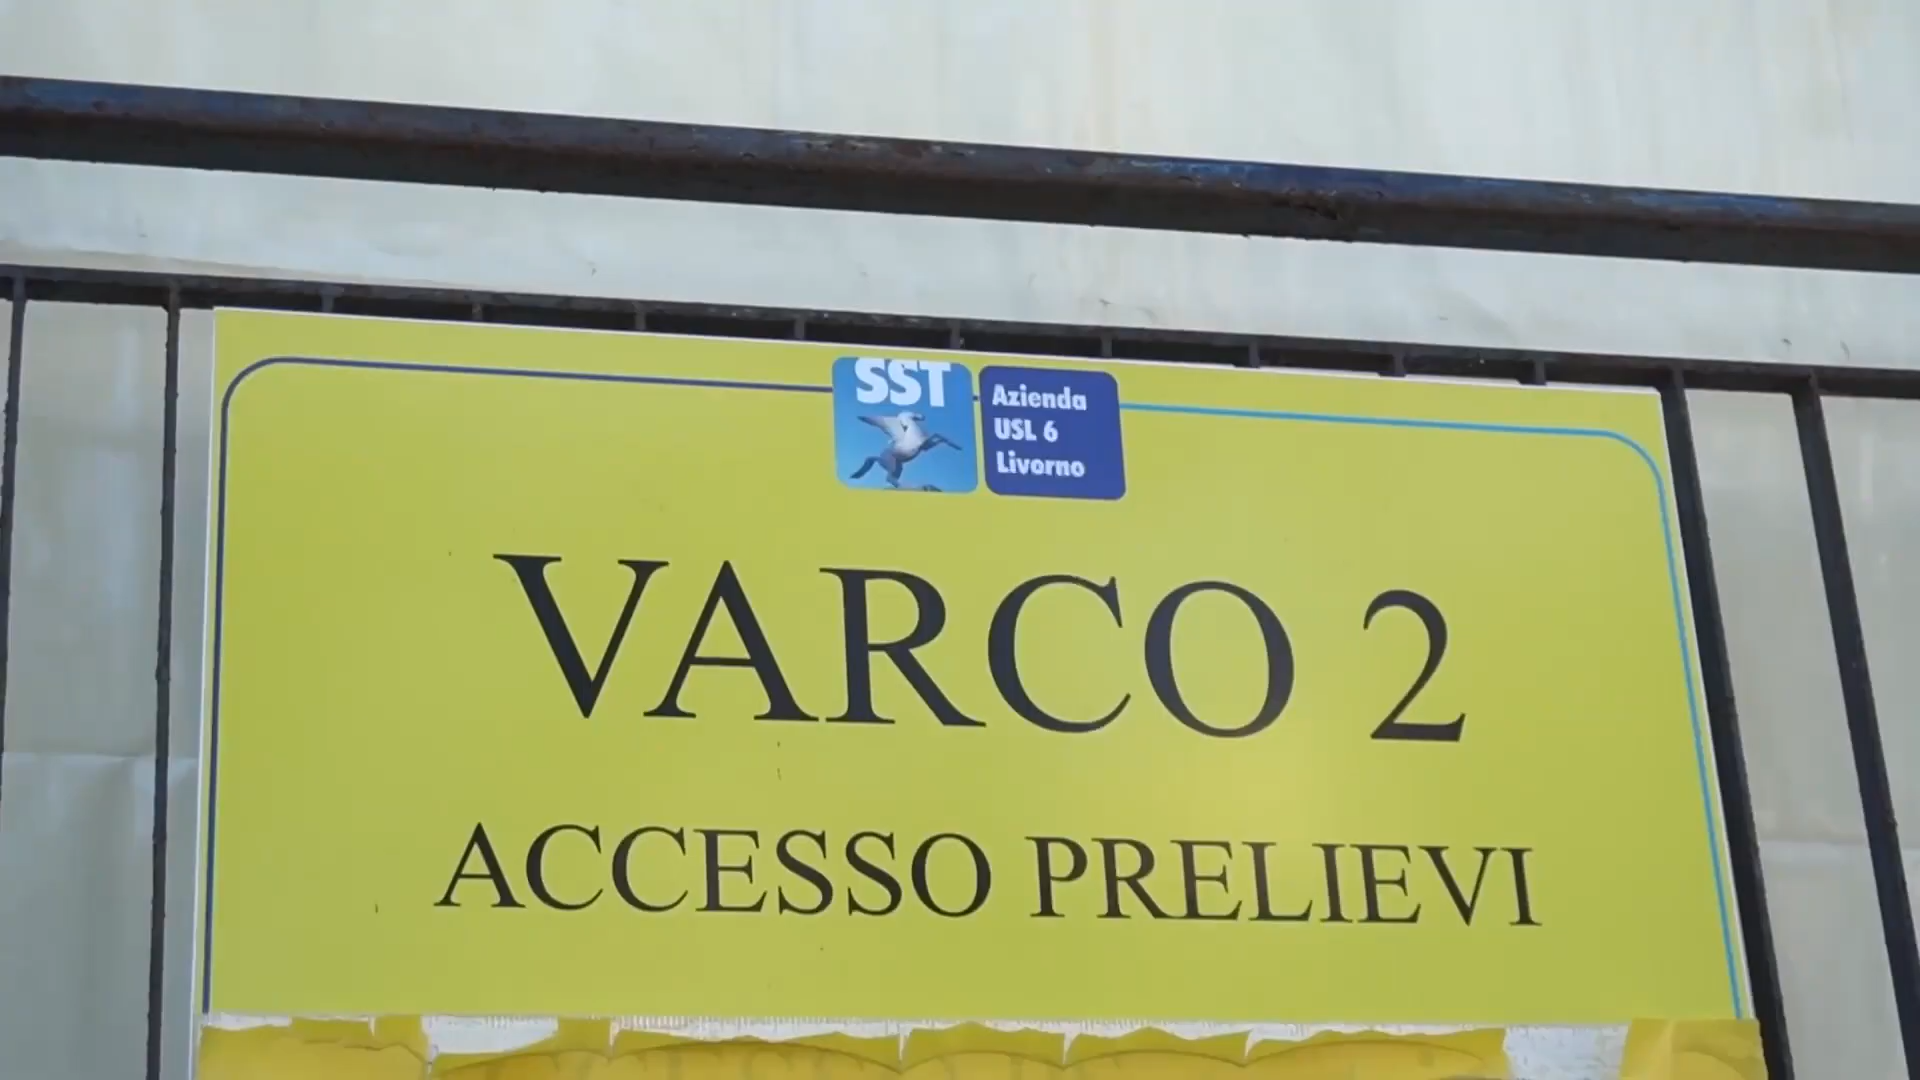 SST
Azienda
USL 6
Livorno
VARCO 2
ACCESSO PRELIEVI